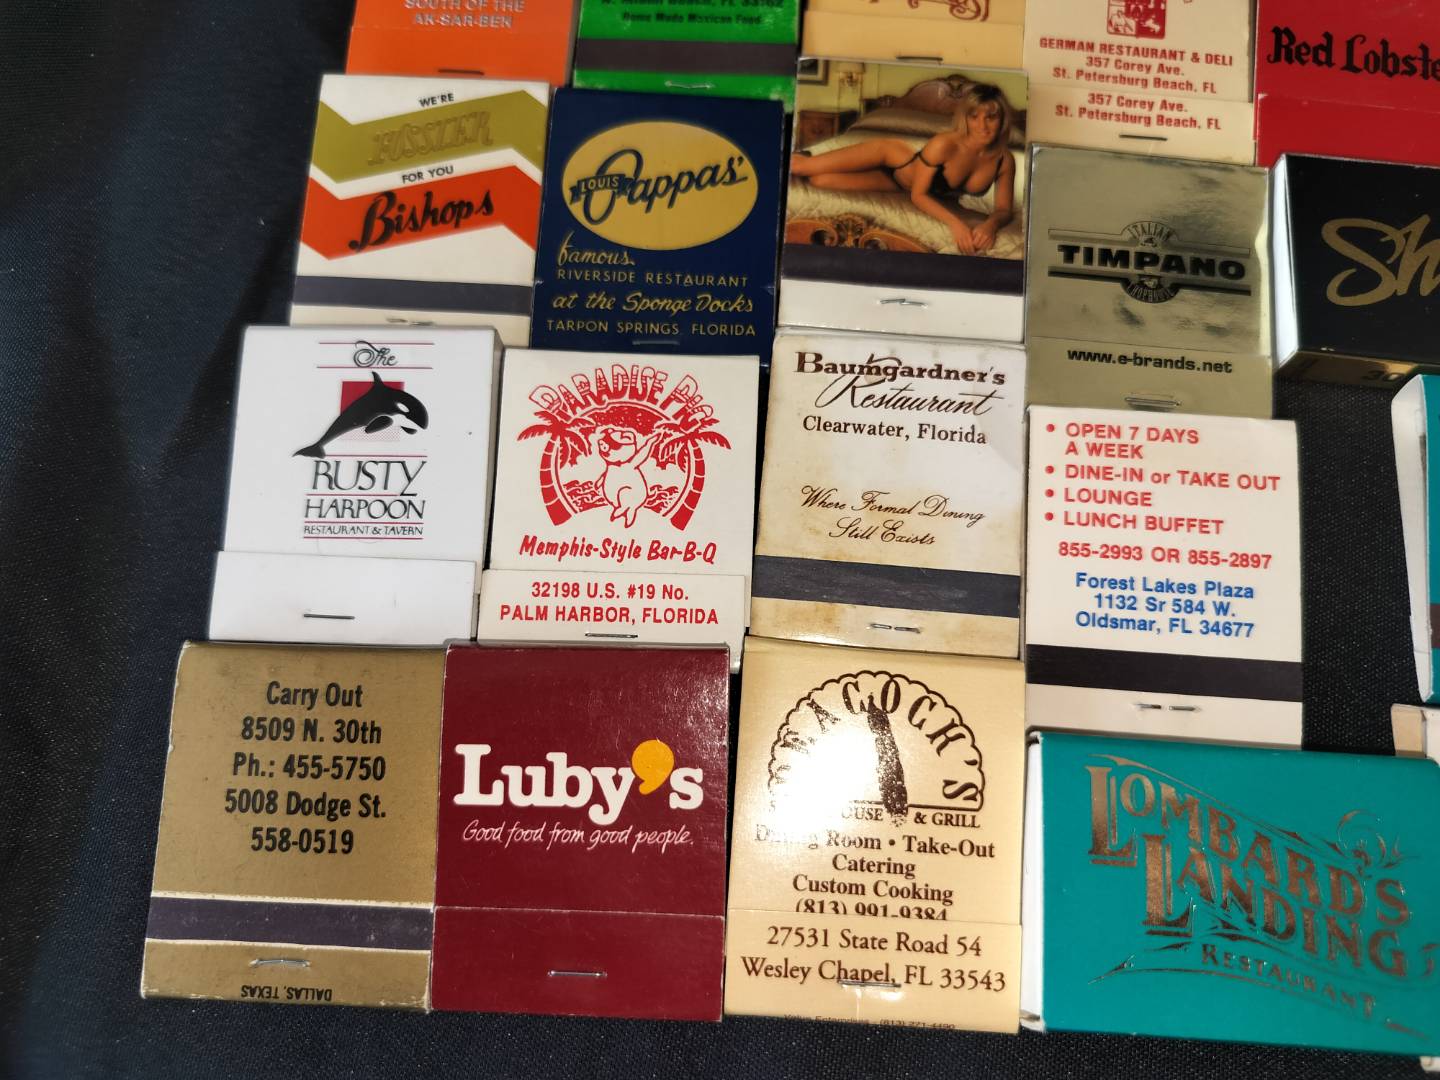 SOUTH OF THE
AK-SAR-BEN
Home Made Mexican Food
GERMAN RESTAURANT & DELI
357 Corey Ave.
St. Petersburg Beach, FL
357 Corey Ave.
St. Petersburg Beach, FL
Red Lobste
WE'RE
FOSSLER
FOR YOU
Bishops
LOUIS
Pappas'
famous
RIVERSIDE RESTAURANT
at the Sponge Docks
TARPON SPRINGS, FLORIDA
ITALIAN
TIMPANO
CHOPHOUSE
www.e-brands.net
Sh
The
RUSTY
HARPOON
RESTAURANT & TAVERN
PARADISE PIG
Memphis-Style Bar-B-Q
32198 U.S. #19 No.
PALM HARBOR, FLORIDA
Baumgardner's
Restaurant
Clearwater, Florida
Where Formal Dining
Still Exists
• OPEN 7 DAYS
A WEEK
• DINE-IN or TAKE OUT
• LOUNGE
• LUNCH BUFFET
855-2993 OR 855-2897
Forest Lakes Plaza
1132 Sr 584 W.
Oldsmar, FL 34677
Carry Out
8509 N. 30th
Ph.: 455-5750
5008 Dodge St.
558-0519
DALLAS, TEXAS
Luby's
Good food from good people.
PEACOCK'S
OUSE & GRILL
Dining Room • Take-Out
Catering
Custom Cooking
(813) 991-9384
27531 State Road 54
Wesley Chapel, FL 33543
LOMBARD'S
LANDING
RESTAURANT